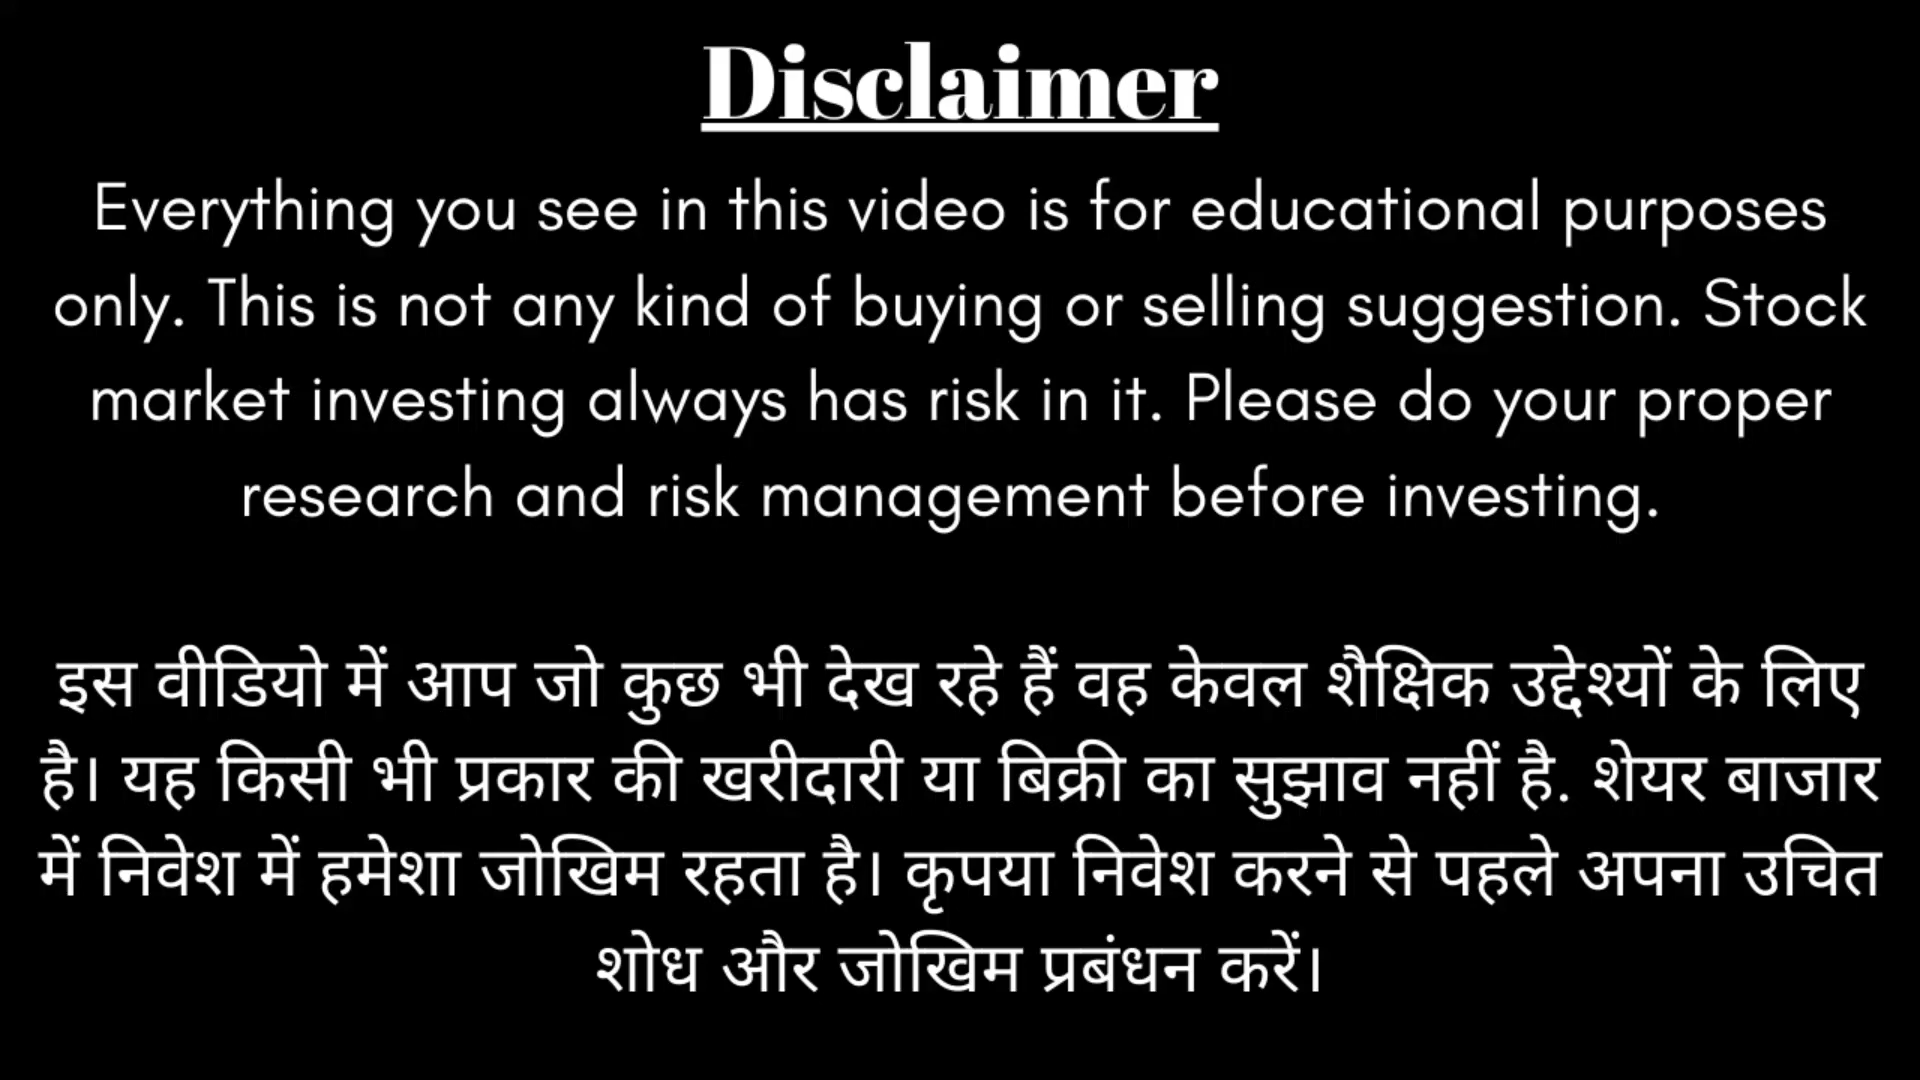 Disclaimer
Everything you see in this video is for educational purposes
only. This is not any kind of buying or selling suggestion. Stock
market investing always has risk in it. Please do your proper
research and risk management before investing.
इस वीडियो में आप जो कुछ भी देख रहे हैं वह केवल शैक्षिक उद्देश्यों के लिए
है। यह किसी भी प्रकार की खरीदारी या बिक्री का सुझाव नहीं है. शेयर बाजार
में निवेश में हमेशा जोखिम रहता है। कृपया निवेश करने से पहले अपना उचित
शोध और जोखिम प्रबंधन करें।